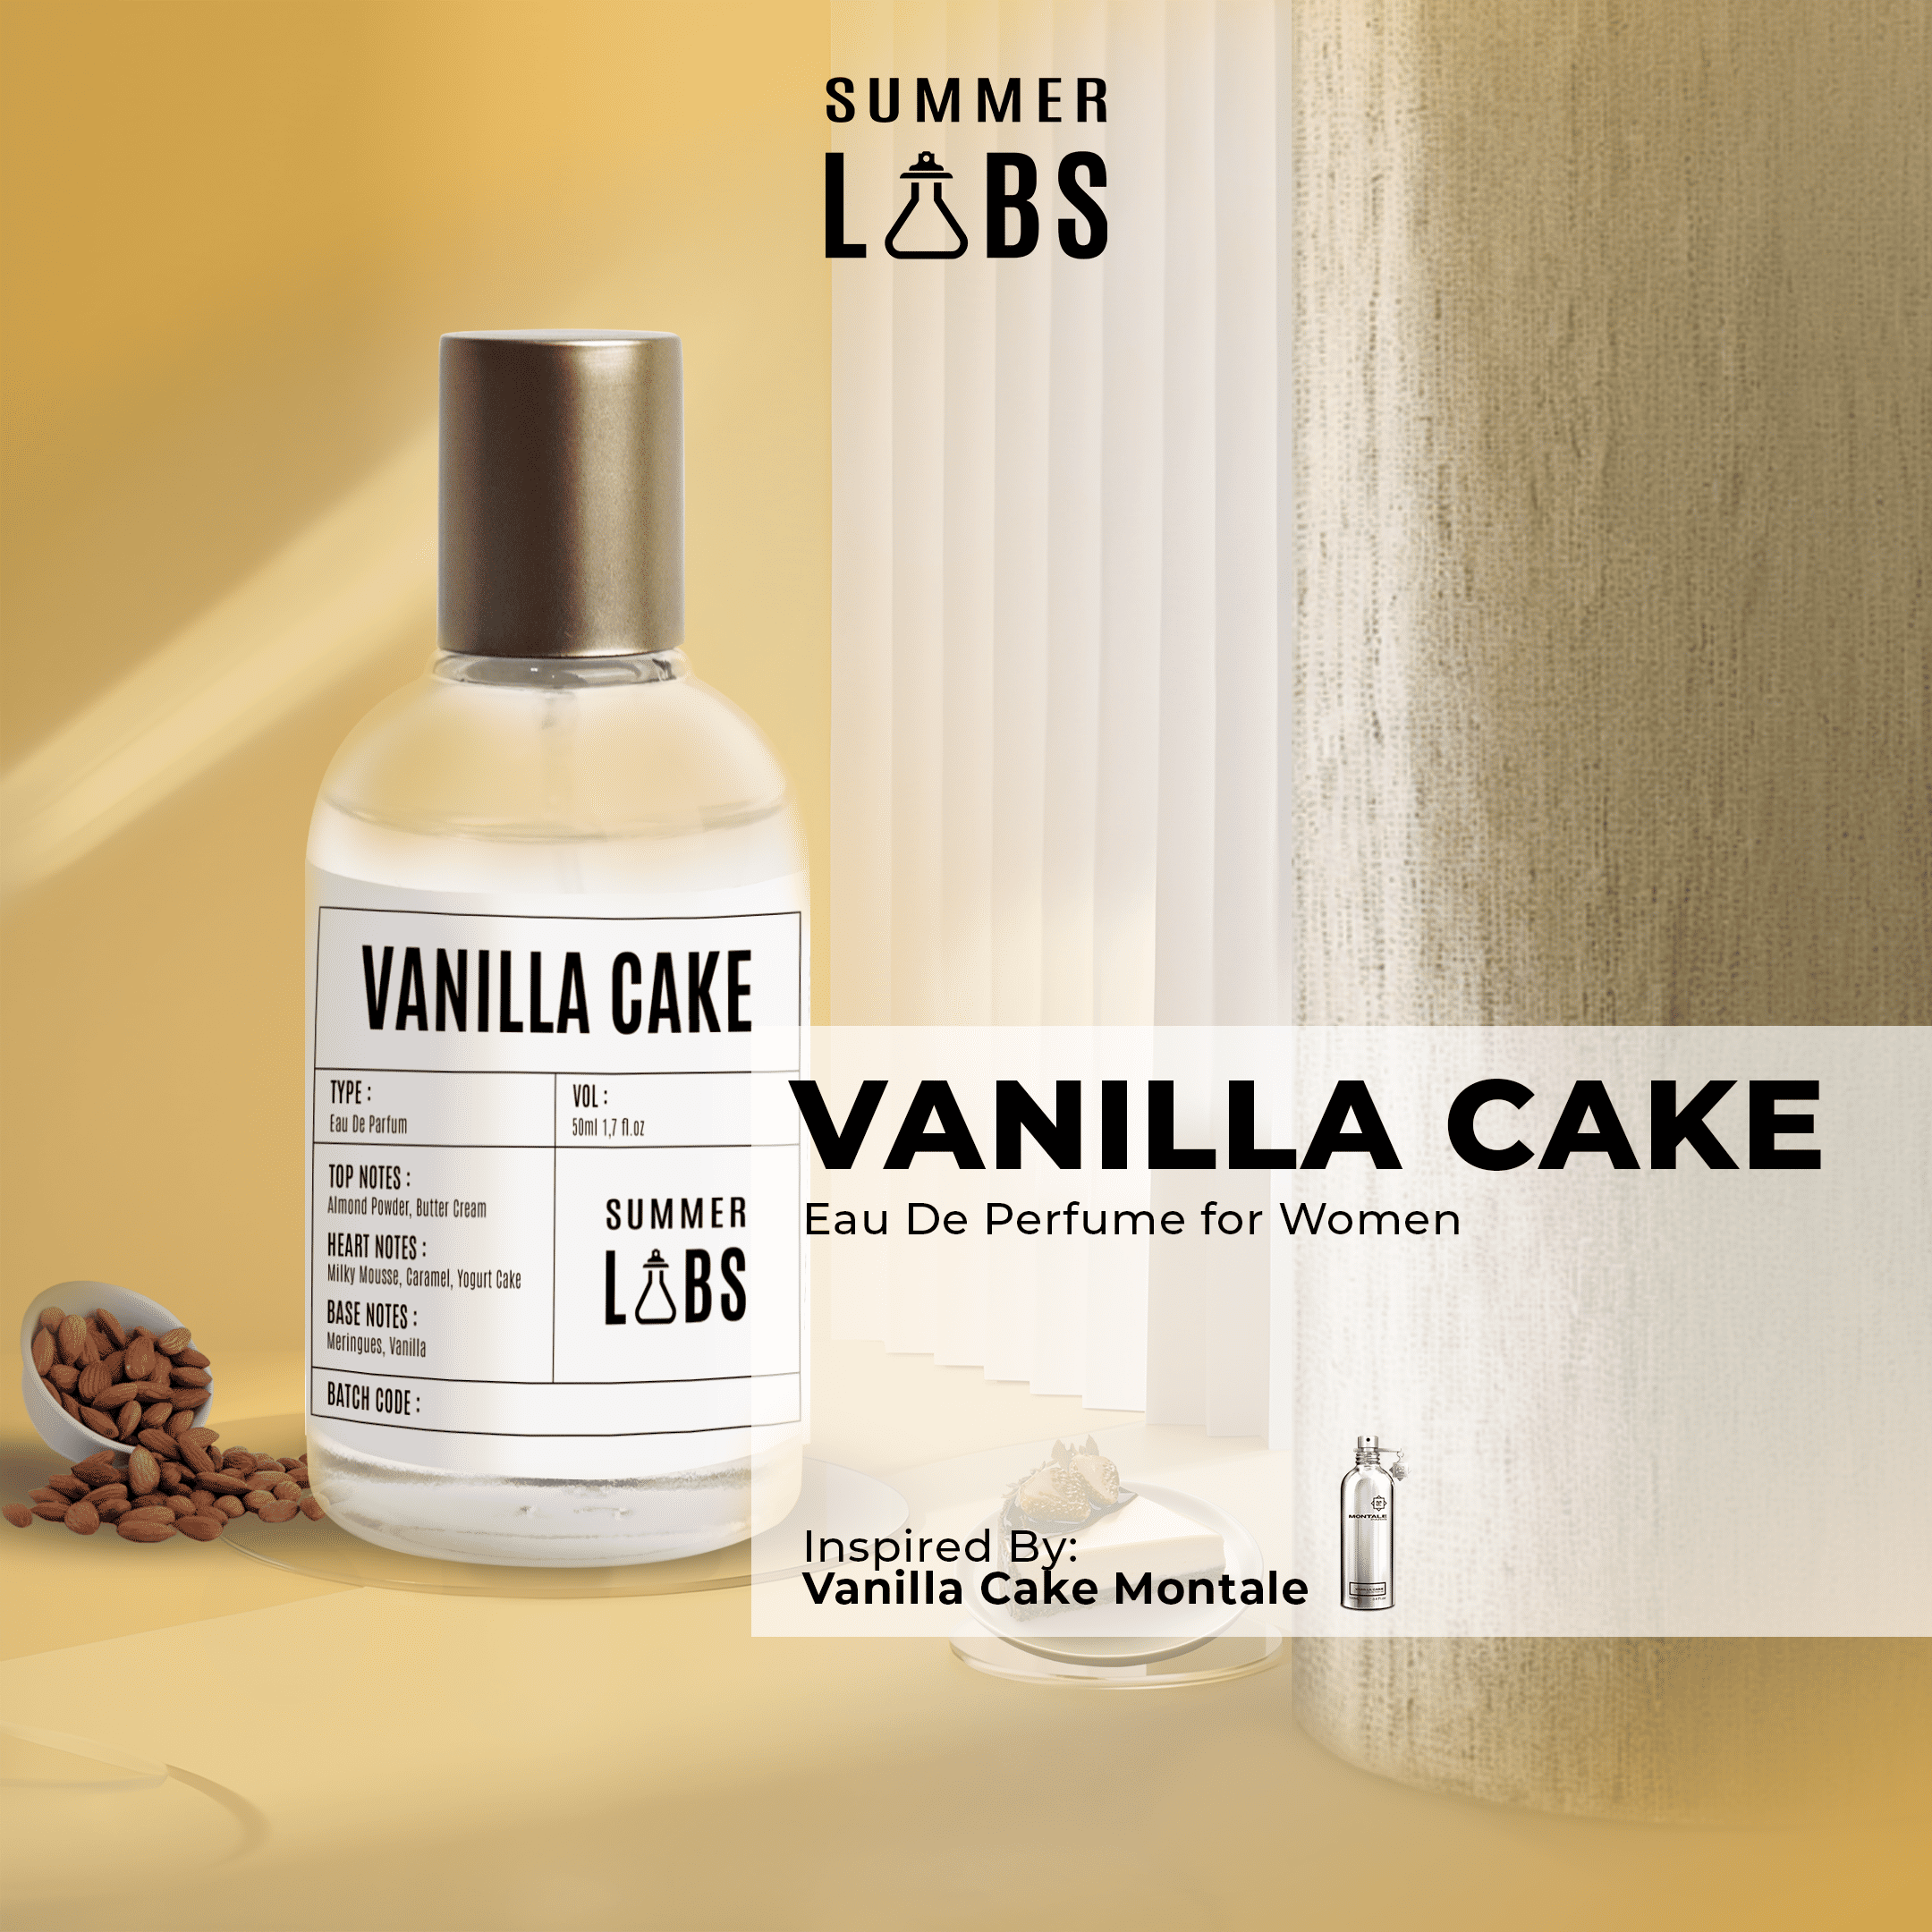 SUMMER
LABS
VANILLA CAKE
TYPE :
Eau De Parfum
VOL :
50ml 1,7 fl.oz
TOP NOTES :
Almond Powder, Butter Cream
HEART NOTES :
Milky Mousse, Caramel, Yogurt Cake
BASE NOTES :
Meringues, Vanilla
SUMMER
LABS
BATCH CODE :
VANILLA CAKE
Eau De Perfume for Women
Inspired By:
Vanilla Cake Montale
MONTALE